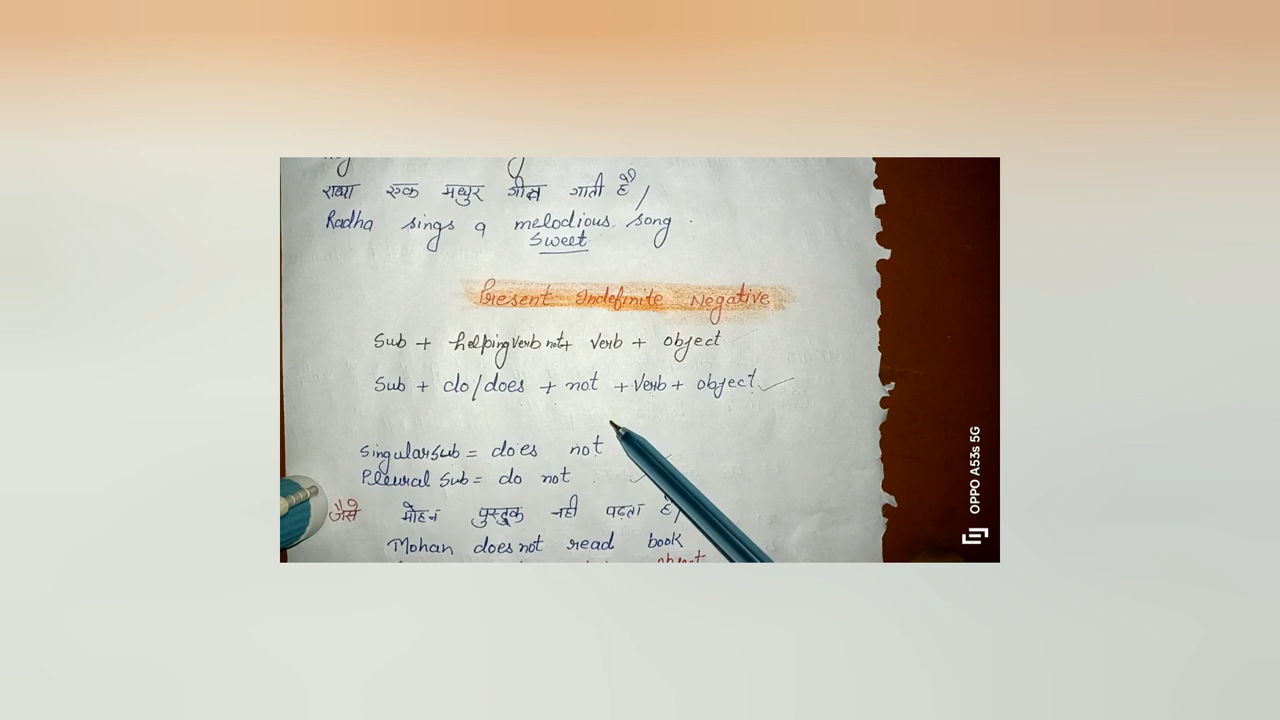 राधा एक मधुर गीत गाती है/
Radha sings a melodious song.
Sweet
Present Indefinite Negative
Sub + helping verb not + verb + object
Sub + do/does + not + verb + object
Singular sub = does not
Pleural Sub = do not
जैसे मोहन पुस्तुक नही पढ़ता है/
Mohan does not read book
object
OPPO A53s 5G